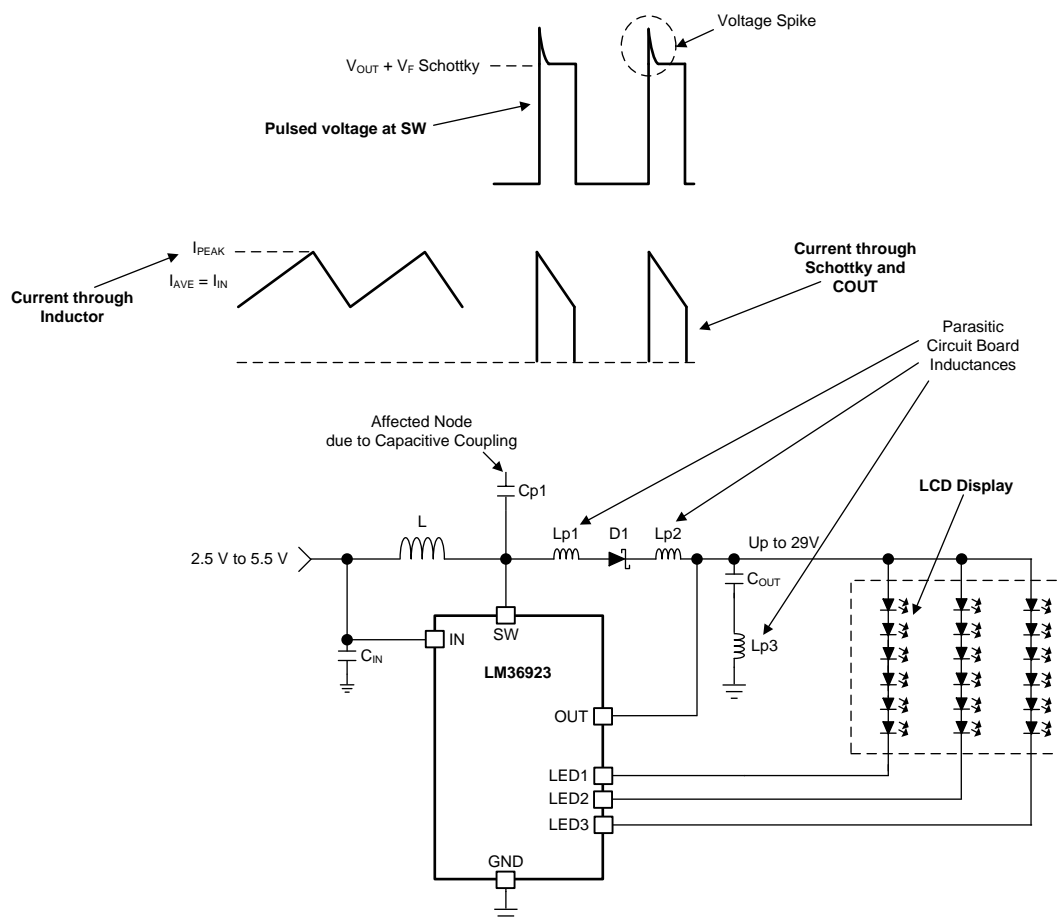 Voltage Spike
VOUT + VF Schottky
Pulsed voltage at SW
IPEAK
IAVE = IIN
Current through
Inductor
Current through
Schottky and
COUT
Parasitic
Circuit Board
Inductances
Affected Node
due to Capacitive Coupling
Cp1
LCD Display
L
Lp1
D1
Lp2
2.5 V to 5.5 V
Up to 29V
COUT
IN
SW
Lp3
CIN
LM36923
OUT
LED1
LED2
LED3
GND